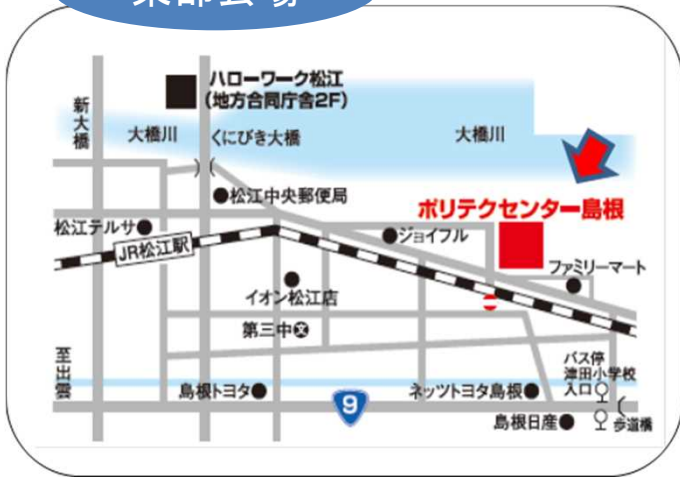 東部会場
ハローワーク松江
(地方合同庁舎2F)
新大橋
大橋川
くにびき大橋
大橋川
●松江中央郵便局
ポリテクセンター島根
松江テルサ●
JR松江駅
●ジョイフル
ファミリーマート
イオン松江店
第三中文
至出雲
バス停
津田小学校
入口
島根トヨタ●
9
ネッツトヨタ島根●
島根日産●
歩道橋